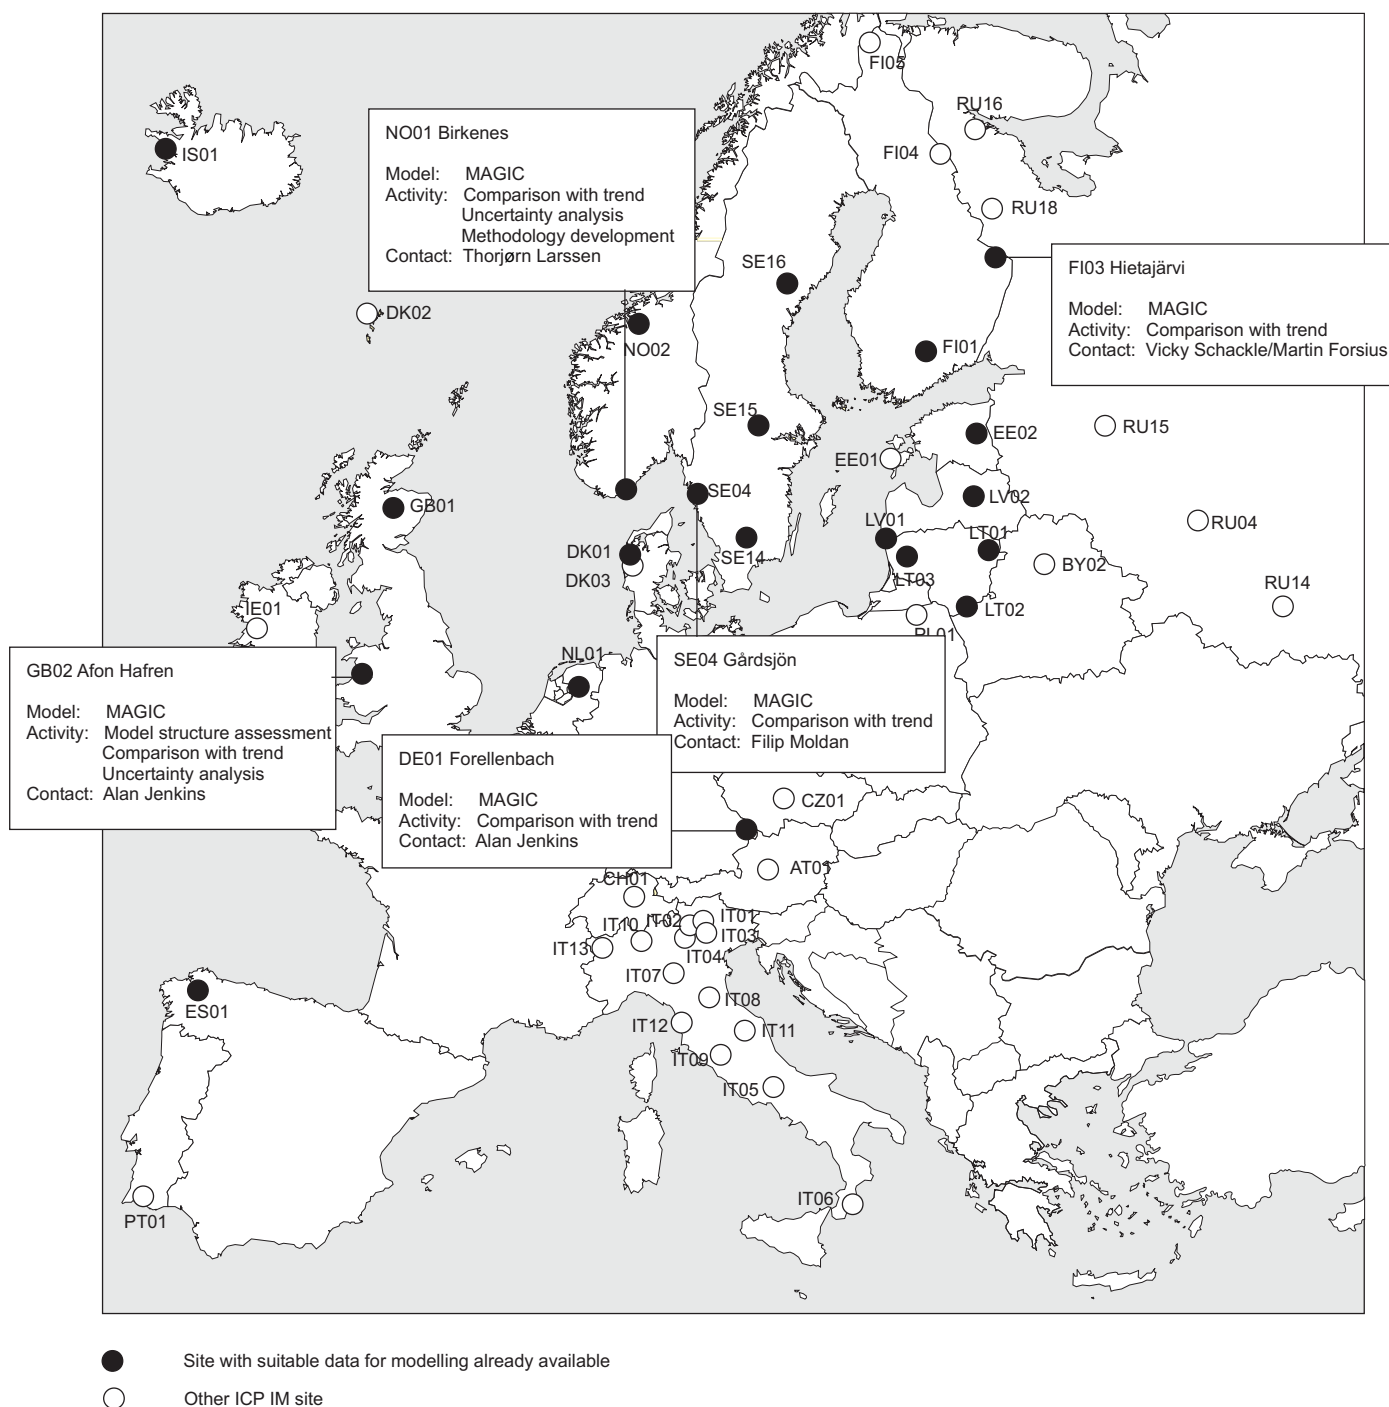 FI05
RU16
NO01 Birkenes
Model: MAGIC
Activity: Comparison with trend
Uncertainty analysis
Methodology development
Contact: Thorjørn Larssen
IS01
FI04
RU18
FI03 Hietajärvi
Model: MAGIC
Activity: Comparison with trend
Contact: Vicky Schackle/Martin Forsius
SE16
DK02
NO02
FI01
SE15
EE02
RU15
EE01
SE04
LV02
GB01
RU04
LV01
LT01
DK01
SE14
BY02
DK03
LT03
RU14
IE01
LT02
PL01
NL01
GB02 Afon Hafren
Model: MAGIC
Activity: Model structure assessment
Comparison with trend
Uncertainty analysis
Contact: Alan Jenkins
SE04 Gårdsjön
Model: MAGIC
Activity: Comparison with trend
Contact: Filip Moldan
DE01 Forellenbach
Model: MAGIC
Activity: Comparison with trend
Contact: Alan Jenkins
CZ01
AT01
CH01
IT10
IT02
IT01
IT03
IT13
IT04
IT07
IT08
ES01
IT12
IT11
IT09
IT05
IT06
PT01
Site with suitable data for modelling already available
Other ICP IM site